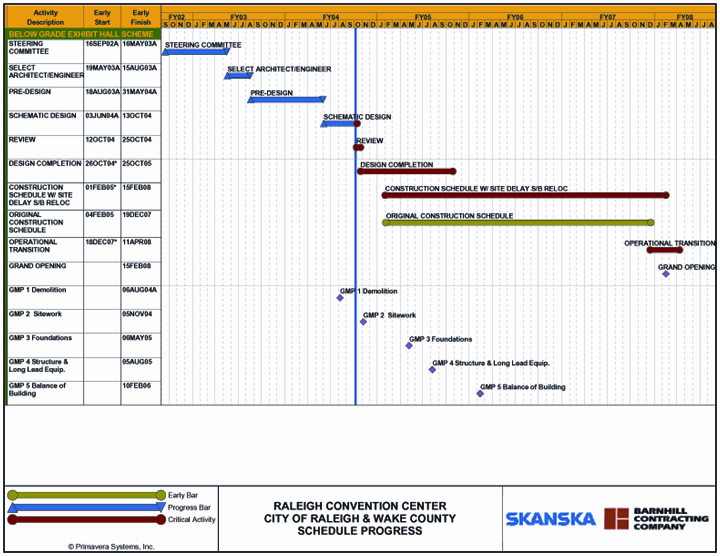 Activity Description Early Start Early Finish
FY02 FY03 FY04 FY05 FY06 FY07 FY08
S O N D J F M A M J J A S O N D J F M A M J J A S O N D J F M A M J J A S O N D J F M A M J J A S O N D J F M A M J J A S O N D J F M A M J J A
BELOW GRADE EXHIBIT HALL SCHEME
STEERING COMMITTEE 16SEP02A 16MAY03A STEERING COMMITTEE
SELECT ARCHITECT/ENGINEER 19MAY03A 15AUG03A SELECT ARCHITECT/ENGINEER
PRE-DESIGN 18AUG03A 31MAY04A PRE-DESIGN
SCHEMATIC DESIGN 03JUN04A 13OCT04 SCHEMATIC DESIGN
REVIEW 12OCT04 25OCT04 REVIEW
DESIGN COMPLETION 26OCT04* 25OCT05 DESIGN COMPLETION
CONSTRUCTION SCHEDULE W/ SITE DELAY S/B RELOC 01FEB05* 15FEB08 CONSTRUCTION SCHEDULE W/ SITE DELAY S/B RELOC
ORIGINAL CONSTRUCTION SCHEDULE 04FEB05 19DEC07 ORIGINAL CONSTRUCTION SCHEDULE
OPERATIONAL TRANSITION 18DEC07* 11APR08 OPERATIONAL TRANSITION
GRAND OPENING 15FEB08 GRAND OPENING
GMP 1 Demolition 06AUG04A GMP 1 Demolition
GMP 2 Sitework 05NOV04 GMP 2 Sitework
GMP 3 Foundations 06MAY05 GMP 3 Foundations
GMP 4 Structure & Long Lead Equip. 05AUG05 GMP 4 Structure & Long Lead Equip.
GMP 5 Balance of Building 10FEB06 GMP 5 Balance of Building
Early Bar
Progress Bar
Critical Activity
© Primavera Systems, Inc.
RALEIGH CONVENTION CENTER
CITY OF RALEIGH & WAKE COUNTY
SCHEDULE PROGRESS
SKANSKA
BARNHILL
CONTRACTING
COMPANY